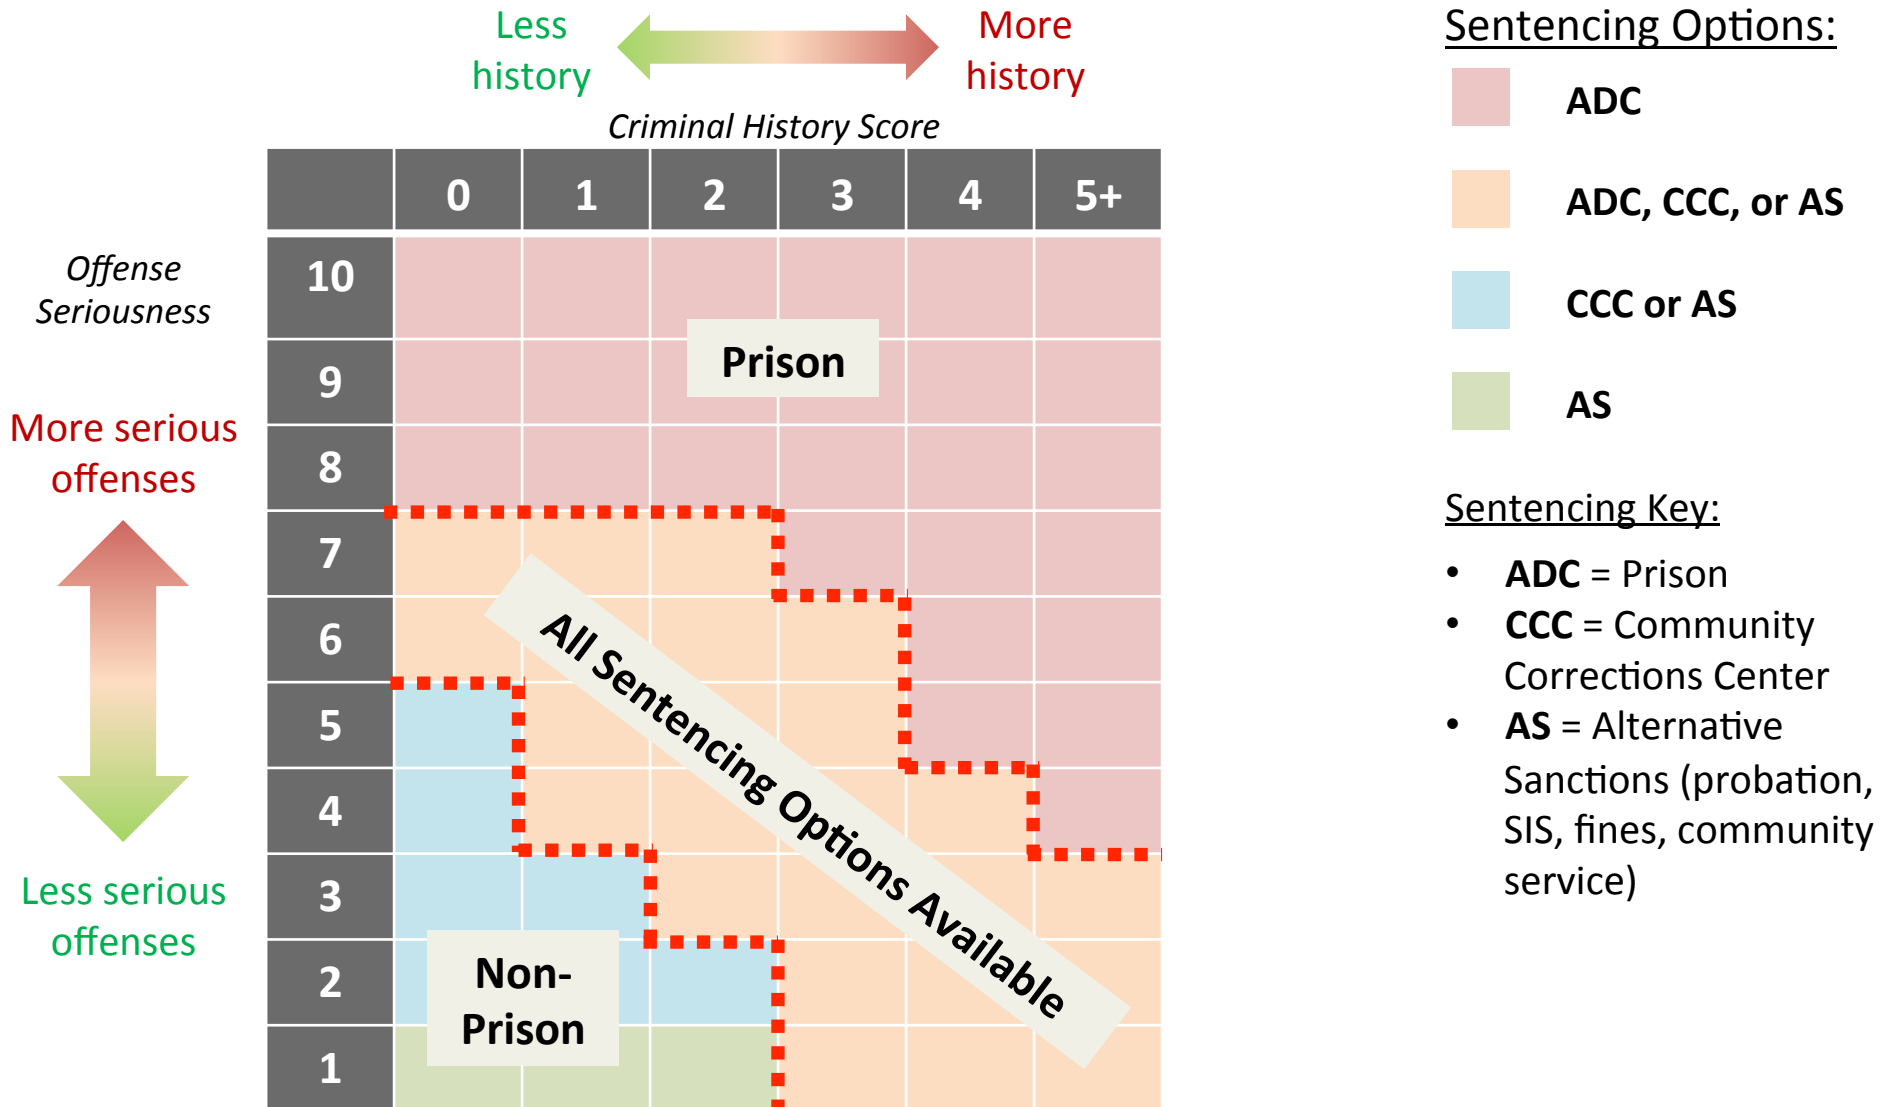 Less
history
More
history
Criminal History Score
0 1 2 3 4 5+
Offense
Seriousness
10
9
8
7
6
5
4
3
2
1
More serious
offenses
Less serious
offenses
Prison
All Sentencing Options Available
Non-
Prison
Sentencing Options:
ADC
ADC, CCC, or AS
CCC or AS
AS
Sentencing Key:
• ADC = Prison
• CCC = Community
Corrections Center
• AS = Alternative
Sanctions (probation,
SIS, fines, community
service)